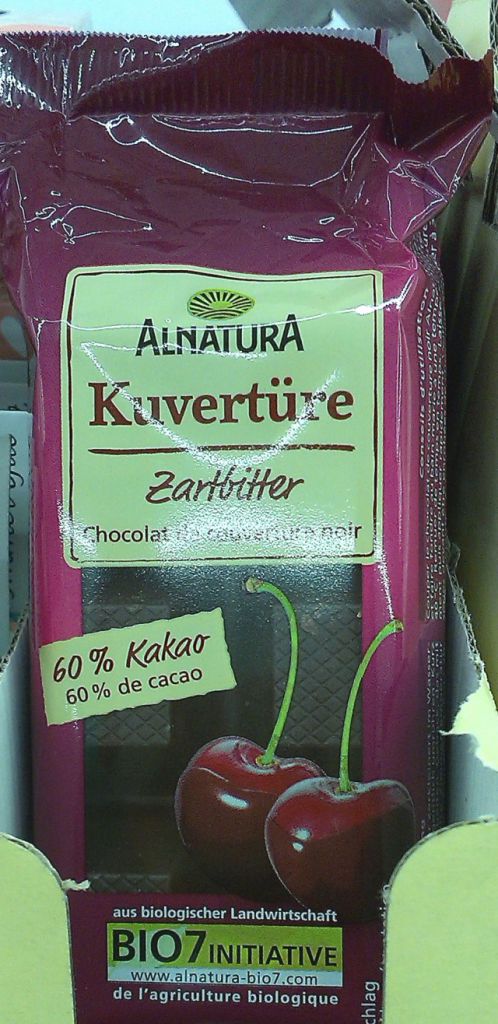 ALNATURA
Kuvertüre
Zartbitter
Chocolat de couverture noir
60% Kakao
60% de cacao
aus biologischer Landwirtschaft
BIO7 INITIATIVE
www.alnatura-bio7.com
de l'agriculture biologique